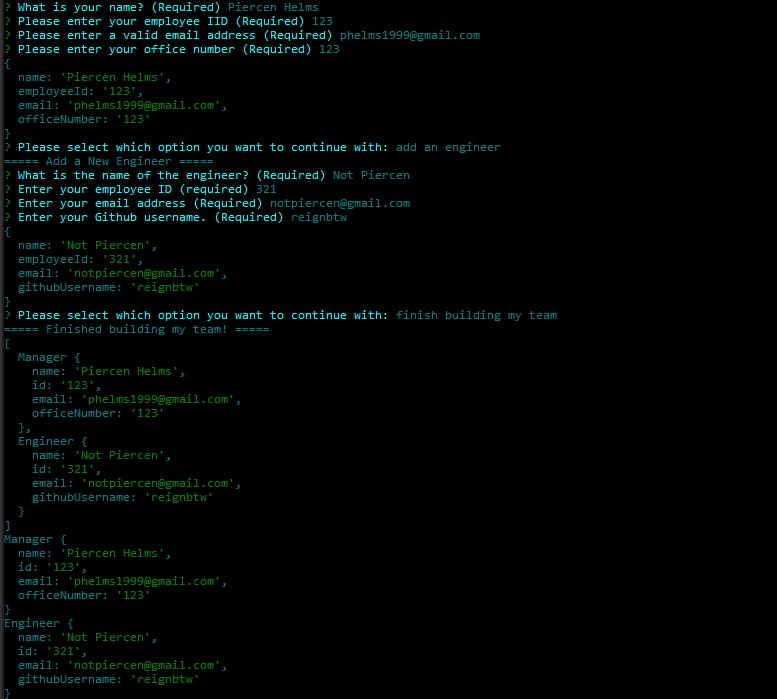 ? What is your name? (Required) Piercen Helms
? Please enter your employee IID (Required) 123
? Please enter a valid email address (Required) phelms1999@gmail.com
? Please enter your office number (Required) 123
{
  name: 'Piercen Helms',
  employeeId: '123',
  email: 'phelms1999@gmail.com',
  officeNumber: '123'
}
? Please select which option you want to continue with: add an engineer
===== Add a New Engineer =====
? What is the name of the engineer? (Required) Not Piercen
? Enter your employee ID (required) 321
? Enter your email address (Required) notpiercen@gmail.com
? Enter your Github username. (Required) reignbtw
{
  name: 'Not Piercen',
  employeeId: '321',
  email: 'notpiercen@gmail.com',
  githubUsername: 'reignbtw'
}
? Please select which option you want to continue with: finish building my team
===== Finished building my team! =====
[
  Manager {
    name: 'Piercen Helms',
    id: '123',
    email: 'phelms1999@gmail.com',
    officeNumber: '123'
  },
  Engineer {
    name: 'Not Piercen',
    id: '321',
    email: 'notpiercen@gmail.com',
    githubUsername: 'reignbtw'
  }
]
Manager {
  name: 'Piercen Helms',
  id: '123',
  email: 'phelms1999@gmail.com',
  officeNumber: '123'
}
Engineer {
  name: 'Not Piercen',
  id: '321',
  email: 'notpiercen@gmail.com',
  githubUsername: 'reignbtw'
}